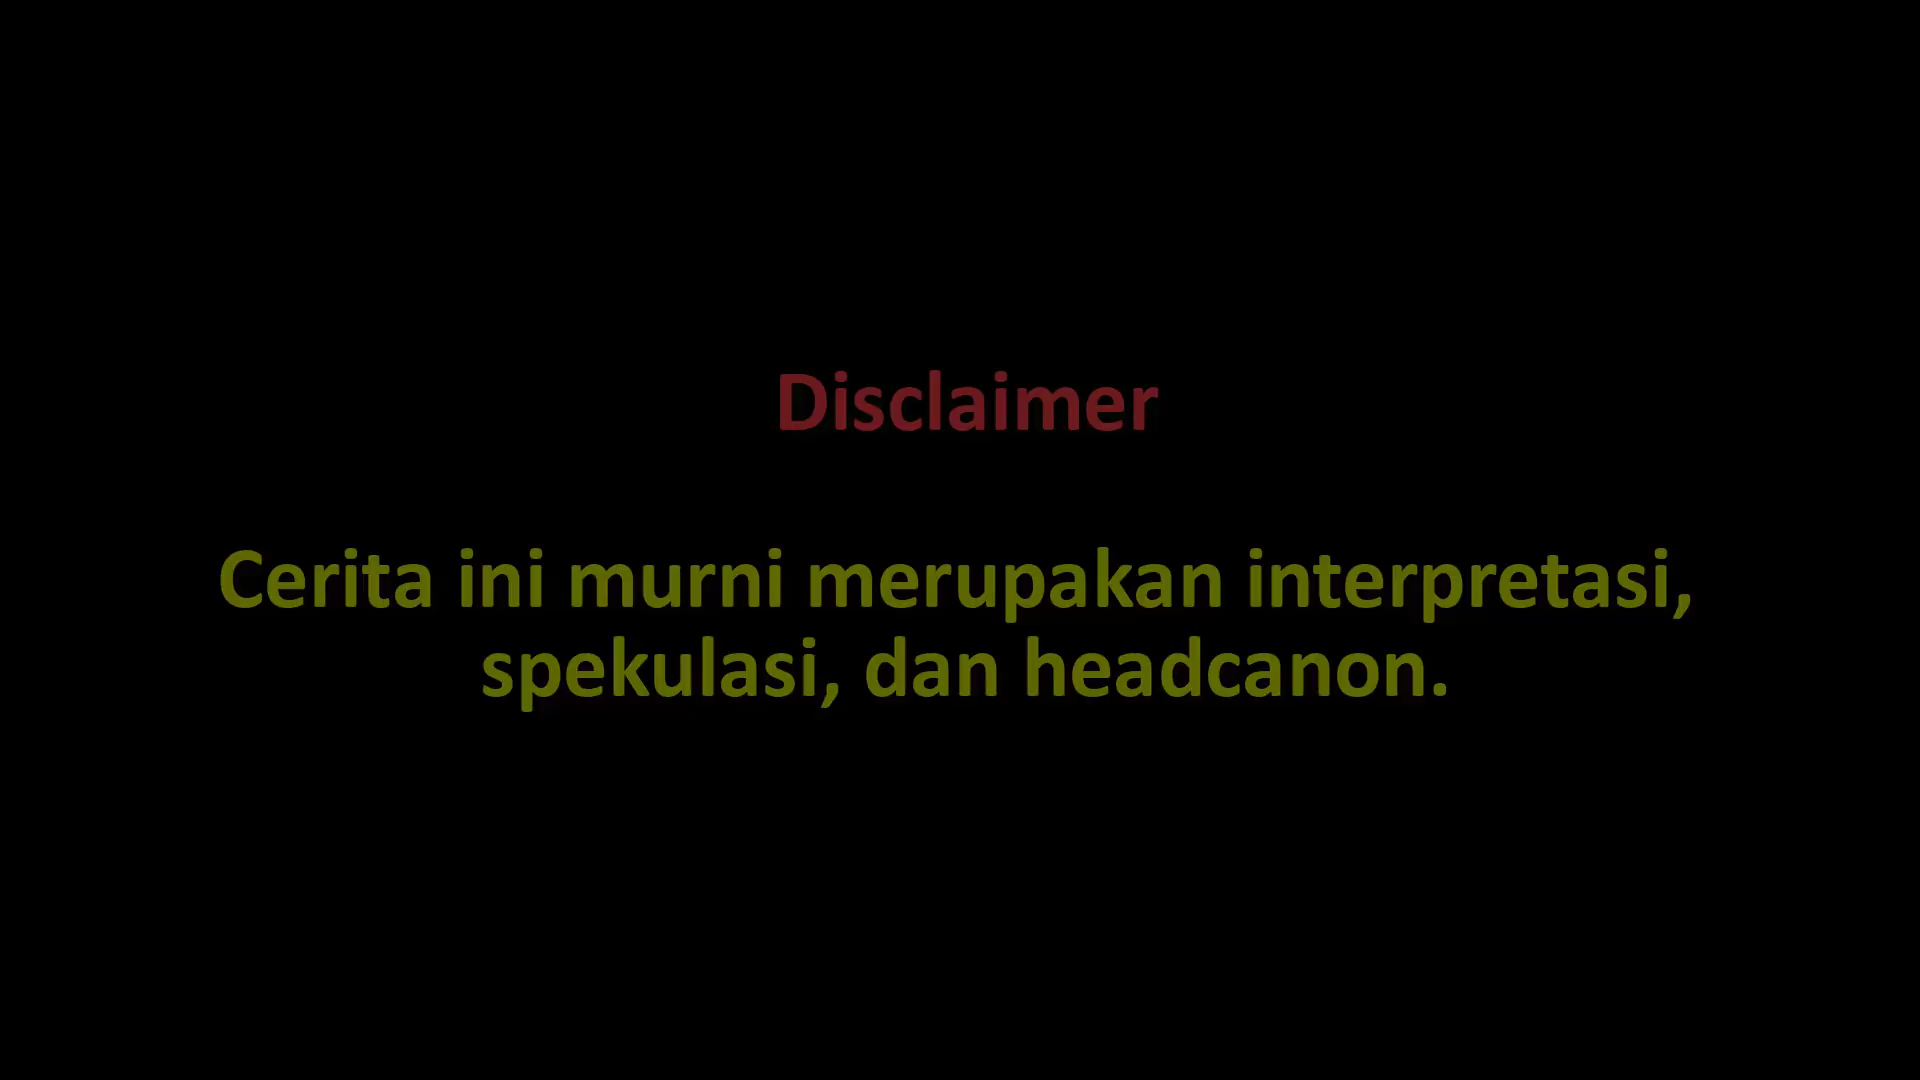 Disclaimer
Cerita ini murni merupakan interpretasi,
spekulasi, dan headcanon.